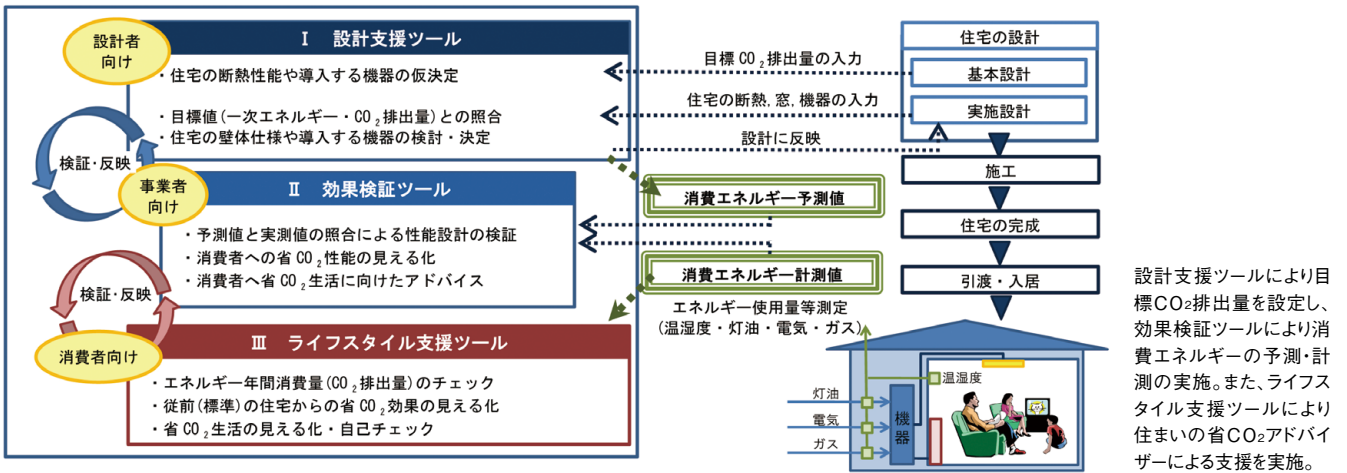 設計者
向け
Ⅰ 設計支援ツール
・住宅の断熱性能や導入する機器の仮決定
・目標値(一次エネルギー・CO₂排出量)との照合
・住宅の壁体仕様や導入する機器の検討・決定
検証・反映
事業者
向け
Ⅱ 効果検証ツール
・予測値と実測値の照合による性能設計の検証
・消費者への省CO₂性能の見える化
・消費者へ省CO₂生活に向けたアドバイス
検証・反映
消費者向け
Ⅲ ライフスタイル支援ツール
・エネルギー年間消費量(CO₂排出量)のチェック
・従前(標準)の住宅からの省CO₂効果の見える化
・省CO₂生活の見える化・自己チェック
目標CO₂排出量の入力
住宅の断熱,窓,機器の入力
設計に反映
消費エネルギー予測値
消費エネルギー計測値
エネルギー使用量等測定
(温湿度・灯油・電気・ガス)
住宅の設計
基本設計
実施設計
施工
住宅の完成
引渡・入居
温湿度
灯油
電気
ガス
機器
設計支援ツールにより目
標CO₂排出量を設定し、
効果検証ツールにより消
費エネルギーの予測・計
測の実施。また、ライフス
タイル支援ツールにより
住まいの省CO₂アドバイ
ザーによる支援を実施。